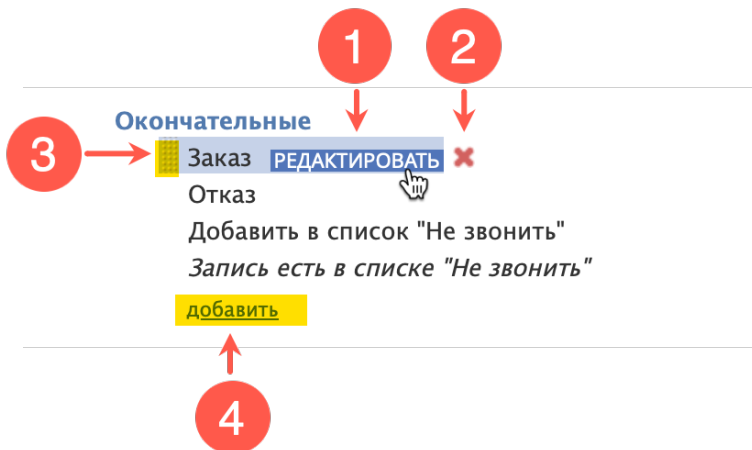 1 2
Окончательные
3 Заказ РЕДАКТИРОВАТЬ
Отказ
Добавить в список "Не звонить"
Запись есть в списке "Не звонить"
добавить
4